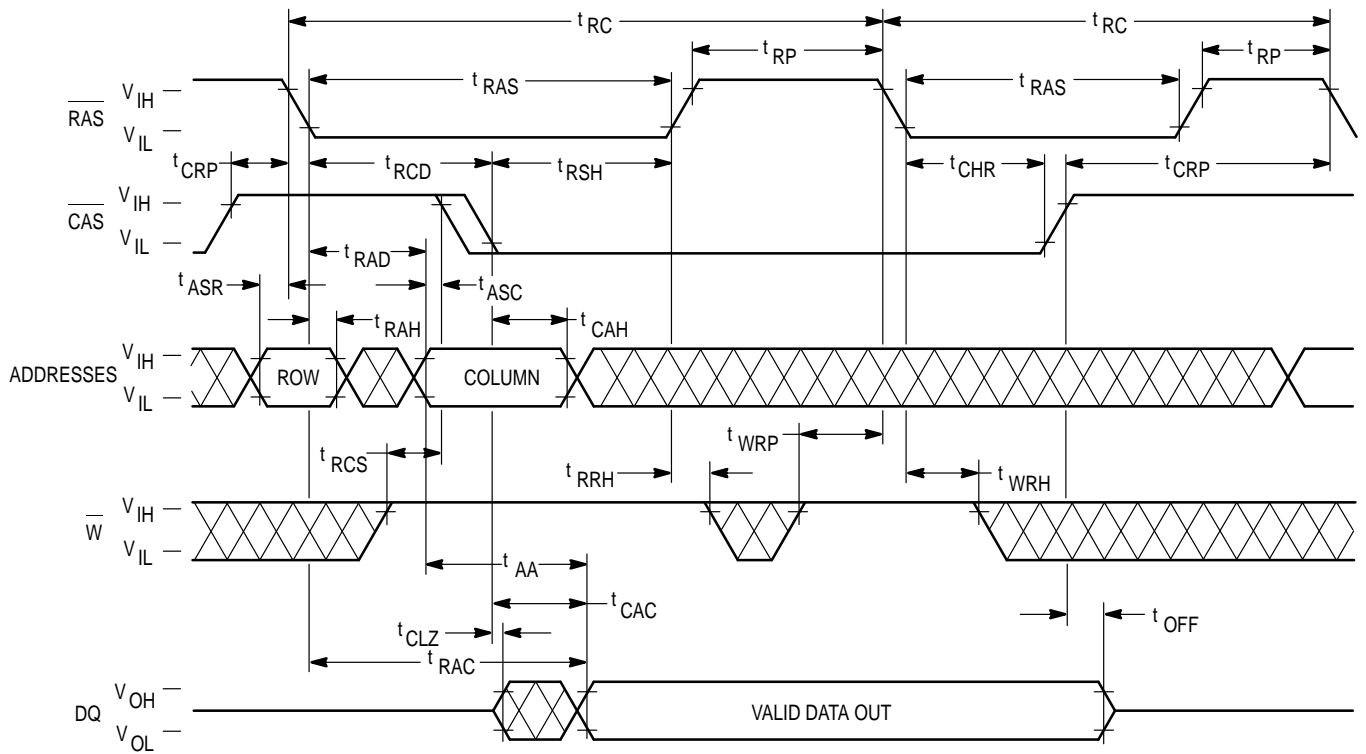 t RC t RC
t RP t RP
t RAS t RAS
V IH
RAS
V IL
t CRP t RCD t RSH t CHR t CRP
V IH
CAS
V IL
t RAD
t ASR t ASC
t RAH t CAH
V IH
ADDRESSES ROW COLUMN
V IL
t WRP
t RCS t RRH t WRH
V IH
W
V IL
t AA
t CAC
t CLZ t OFF
t RAC
V OH
DQ VALID DATA OUT
V OL